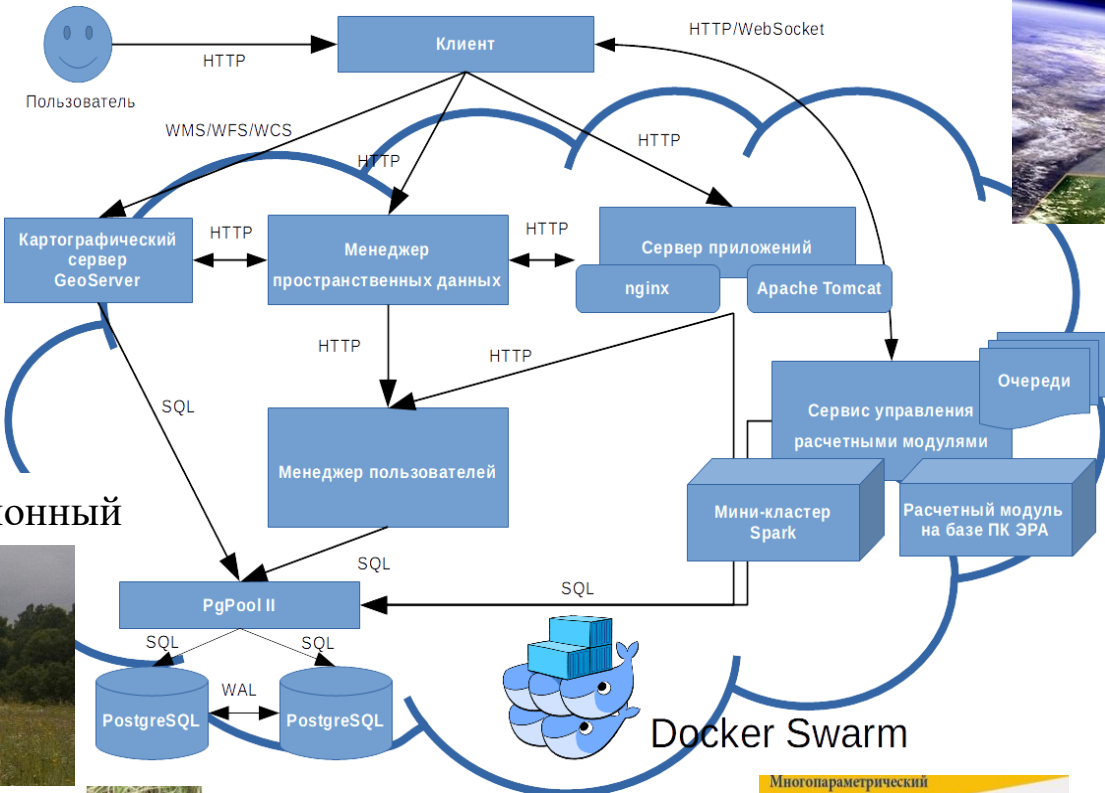 HTTP/WebSocket
Клиент
HTTP
Пользователь
WMS/WFS/WCS
HTTP
HTTP
Картографический
сервер
GeoServer
HTTP
Менеджер
пространственных данных
HTTP
Сервер приложений
nginx
Apache Tomcat
HTTP
HTTP
Очереди
SQL
Сервис управления
расчетными модулями
Менеджер пользователей
Мини-кластер
Spark
Расчетный модуль
на базе ПК ЭРА
онный
SQL
SQL
PgPool II
SQL
SQL
WAL
PostgreSQL
PostgreSQL
Docker Swarm
Многопараметрический